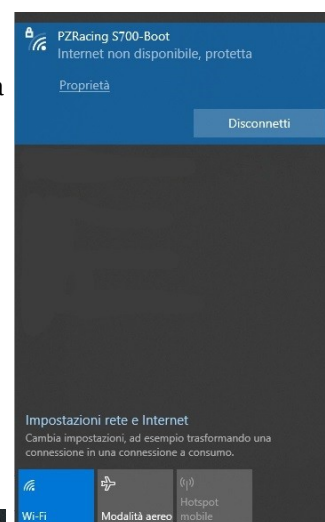 PZRacing S700-Boot
Internet non disponibile, protetta
Proprietà
Disconnetti
Impostazioni rete e Internet
Cambia impostazioni, ad esempio trasformando una
connessione in una connessione a consumo.
Wi-Fi
Modalità aereo
Hotspot
mobile